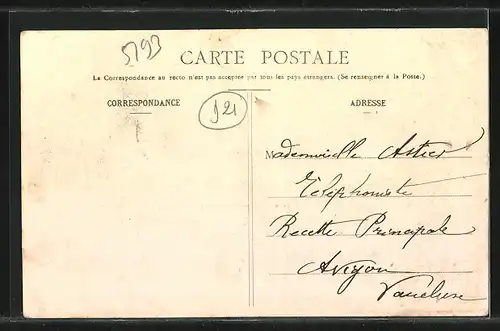 5793
CARTE POSTALE
La Correspondance au recto n'est pas acceptée par tous les pays étrangers. (Se renseigner à la Poste.)
CORRESPONDANCE
J21
ADRESSE
Mademoiselle Astier
Téléphoniste
Recette Principale
Avignon
Vaucluse